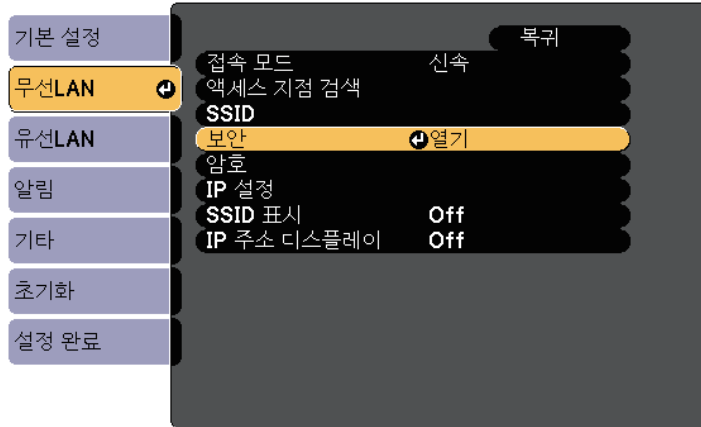 기본 설정
무선LAN
유선LAN
알림
기타
초기화
설정 완료
복귀
접속 모드 신속
액세스 지점 검색
SSID
보안 열기
암호
IP 설정
SSID 표시 Off
IP 주소 디스플레이 Off